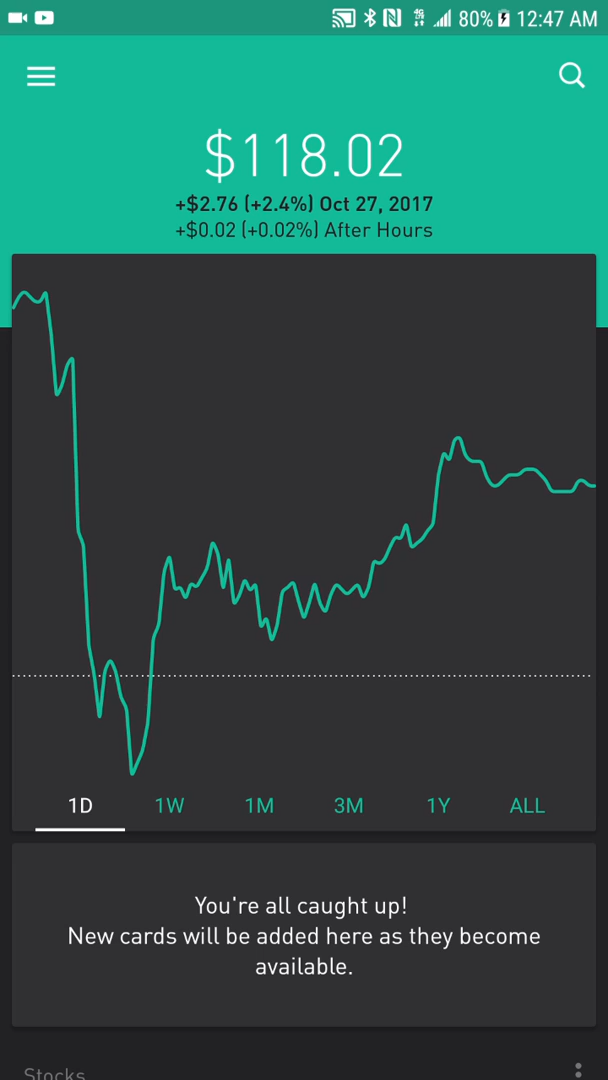 4G LTE 80% 12:47 AM
$118.02
+$2.76 (+2.4%) Oct 27, 2017
+$0.02 (+0.02%) After Hours
1D 1W 1M 3M 1Y ALL
You're all caught up!
New cards will be added here as they become
available.
Stocks